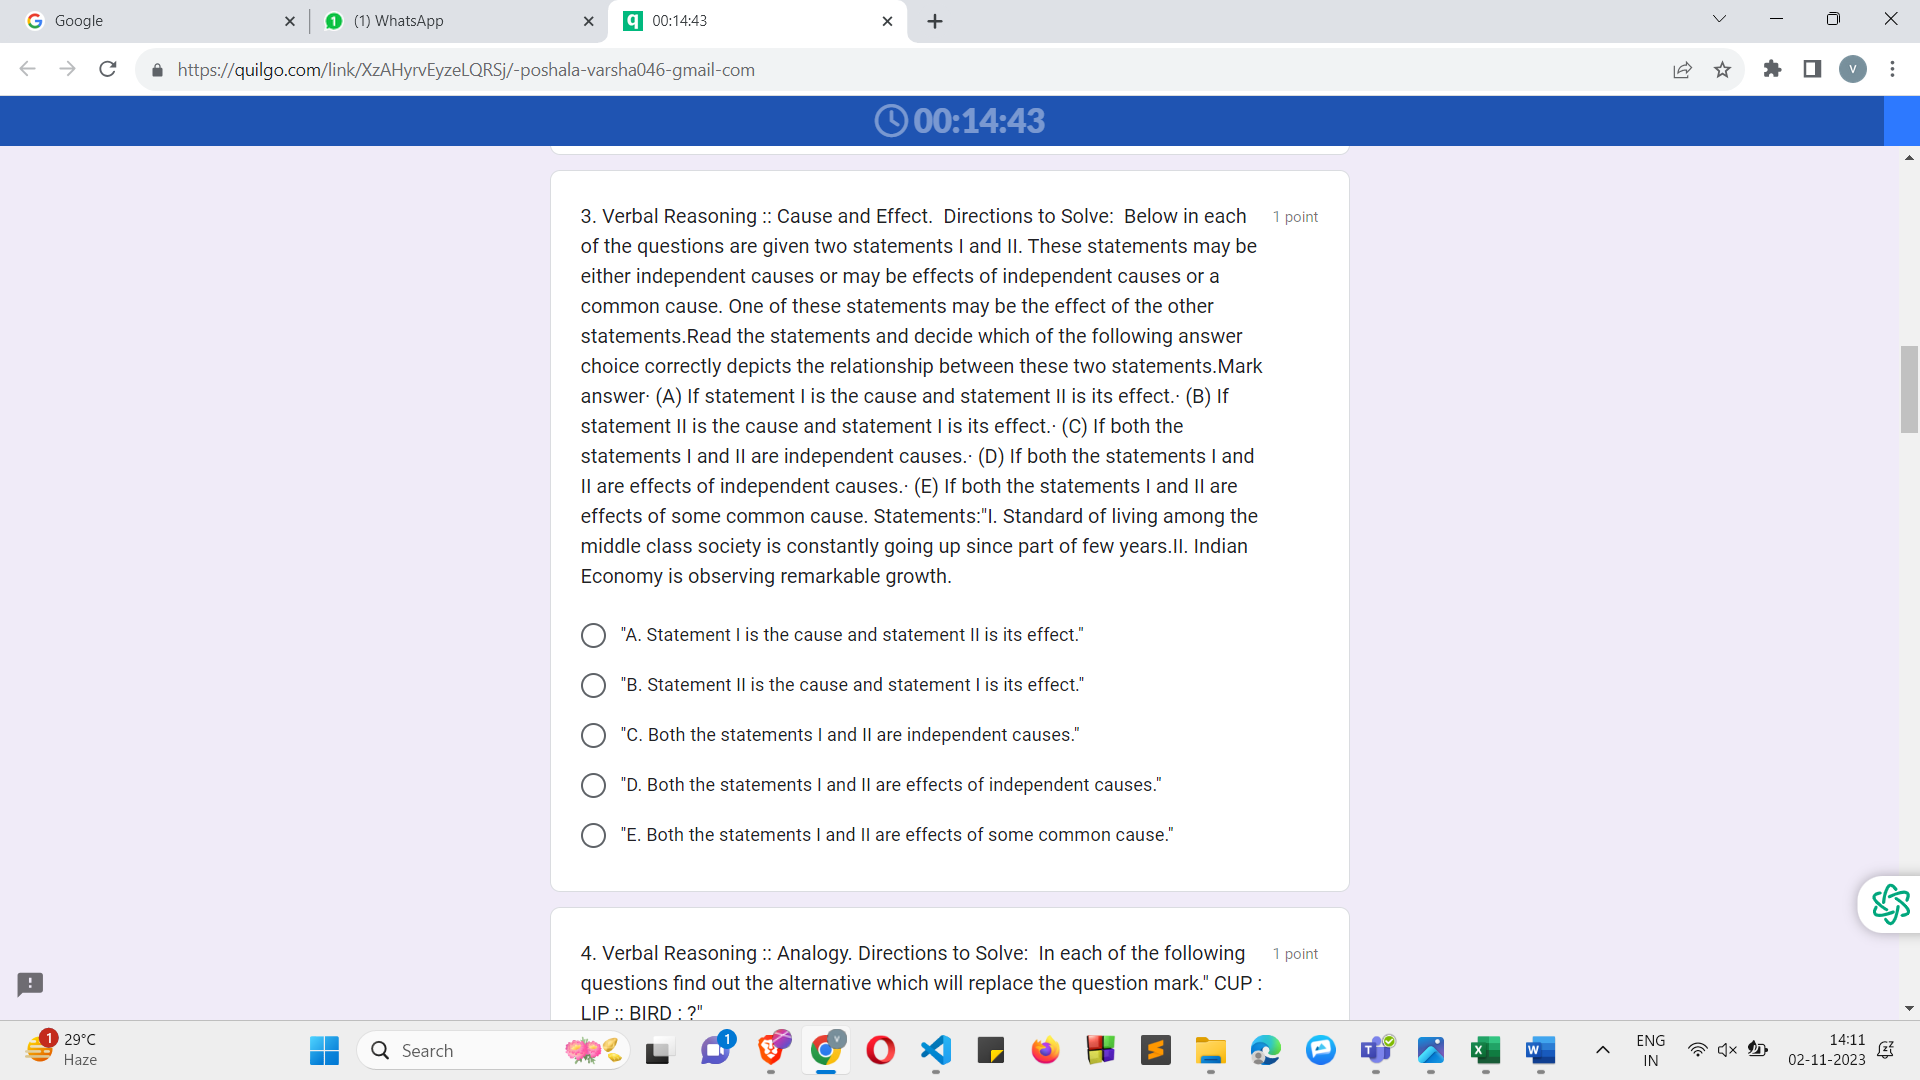 Google
(1) WhatsApp
00:14:43
https://quilgo.com/link/XzAHyrvEyzeLQRSj/-poshala-varsha046-gmail-com
V
00:14:43
3. Verbal Reasoning :: Cause and Effect.  Directions to Solve:  Below in each
1 point
of the questions are given two statements I and II. These statements may be
either independent causes or may be effects of independent causes or a
common cause. One of these statements may be the effect of the other
statements.Read the statements and decide which of the following answer
choice correctly depicts the relationship between these two statements.Mark
answer· (A) If statement I is the cause and statement II is its effect.· (B) If
statement II is the cause and statement I is its effect.· (C) If both the
statements I and II are independent causes.· (D) If both the statements I and
II are effects of independent causes.· (E) If both the statements I and II are
effects of some common cause. Statements:"I. Standard of living among the
middle class society is constantly going up since part of few years.II. Indian
Economy is observing remarkable growth.
"A. Statement I is the cause and statement II is its effect."
"B. Statement II is the cause and statement I is its effect."
"C. Both the statements I and II are independent causes."
"D. Both the statements I and II are effects of independent causes."
"E. Both the statements I and II are effects of some common cause."
4. Verbal Reasoning :: Analogy. Directions to Solve:  In each of the following
1 point
questions find out the alternative which will replace the question mark." CUP :
LIP :: BIRD : ?"
1
29°C
Haze
Search
1
ENG
IN
14:11
02-11-2023